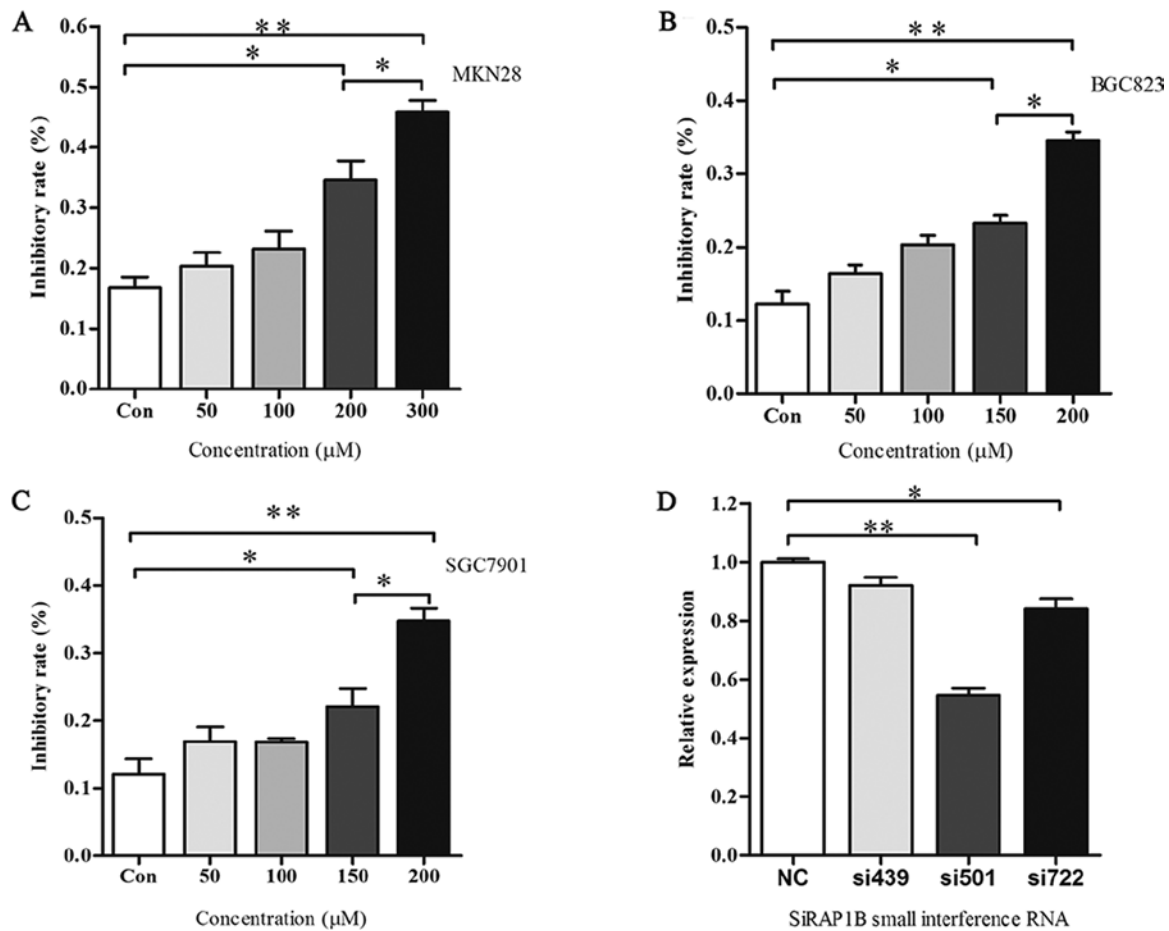 A
0.6
**
*
*
MKN28
0.5
0.4
0.3
0.2
0.1
0.0
Inhibitory rate (%)
Con 50 100 200 300
Concentration (μM)
B
0.5
**
*
*
BGC823
0.4
0.3
0.2
0.1
0.0
Inhibitory rate (%)
Con 50 100 150 200
Concentration (μM)
C
0.5
**
*
*
SGC7901
0.4
0.3
0.2
0.1
0.0
Inhibitory rate (%)
Con 50 100 150 200
Concentration (μM)
D
1.2
*
**
1.0
0.8
0.6
0.4
0.2
0.0
Relative expression
NC si439 si501 si722
SiRAP1B small interference RNA